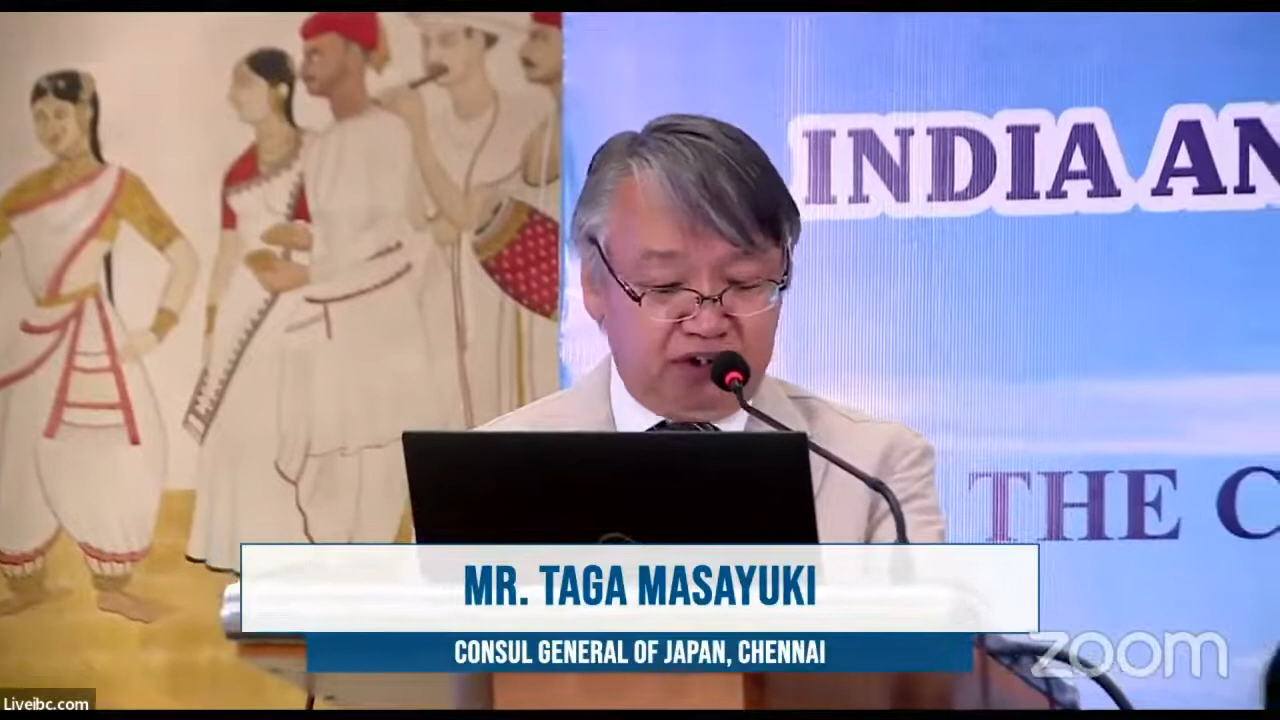 INDIA AN
THE C
MR. TAGA MASAYUKI
CONSUL GENERAL OF JAPAN, CHENNAI
zoom
Liveibc.com